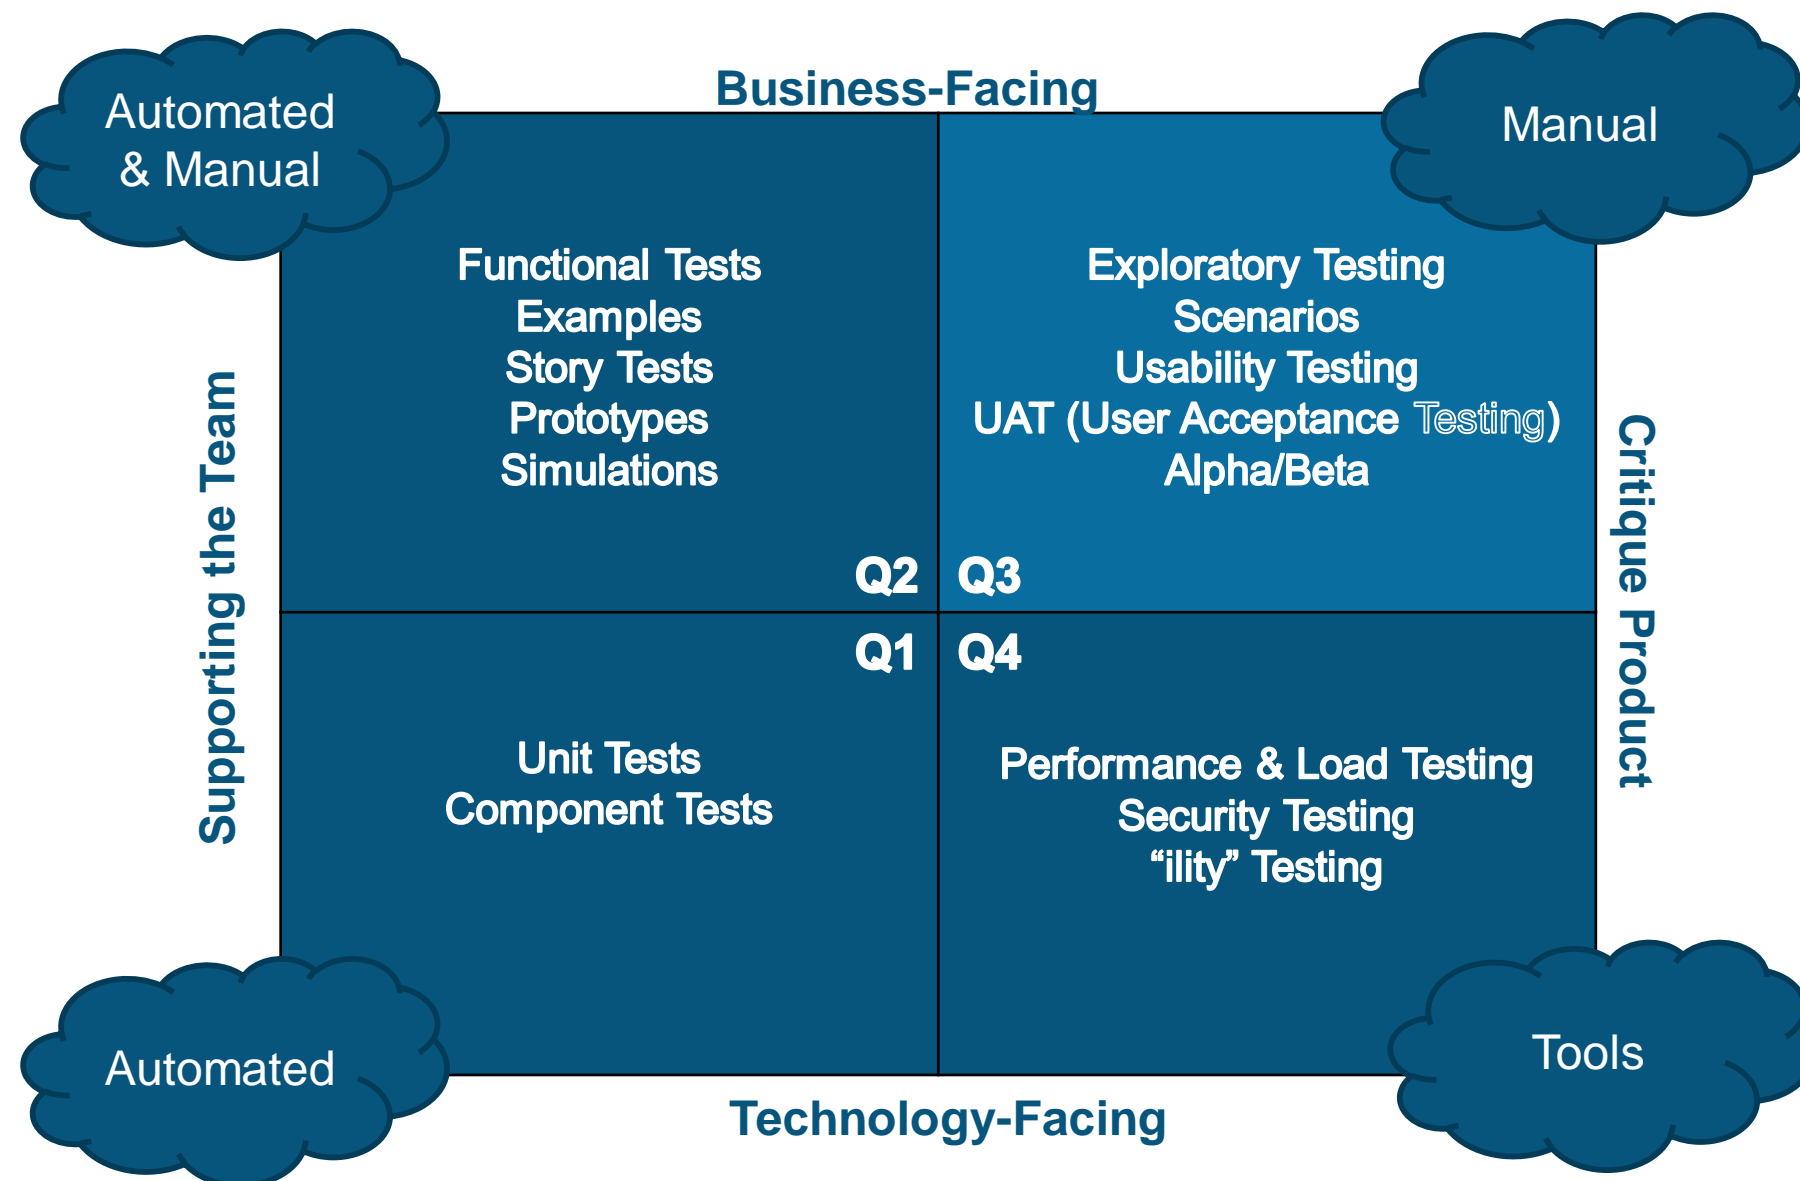 Automated
& Manual
Business-Facing
Manual
Functional Tests
Examples
Story Tests
Prototypes
Simulations
Exploratory Testing
Scenarios
Usability Testing
UAT (User Acceptance Testing)
Alpha/Beta
Supporting the Team
Critique Product
Q2
Q3
Q1
Q4
Unit Tests
Component Tests
Performance & Load Testing
Security Testing
“ility” Testing
Automated
Tools
Technology-Facing